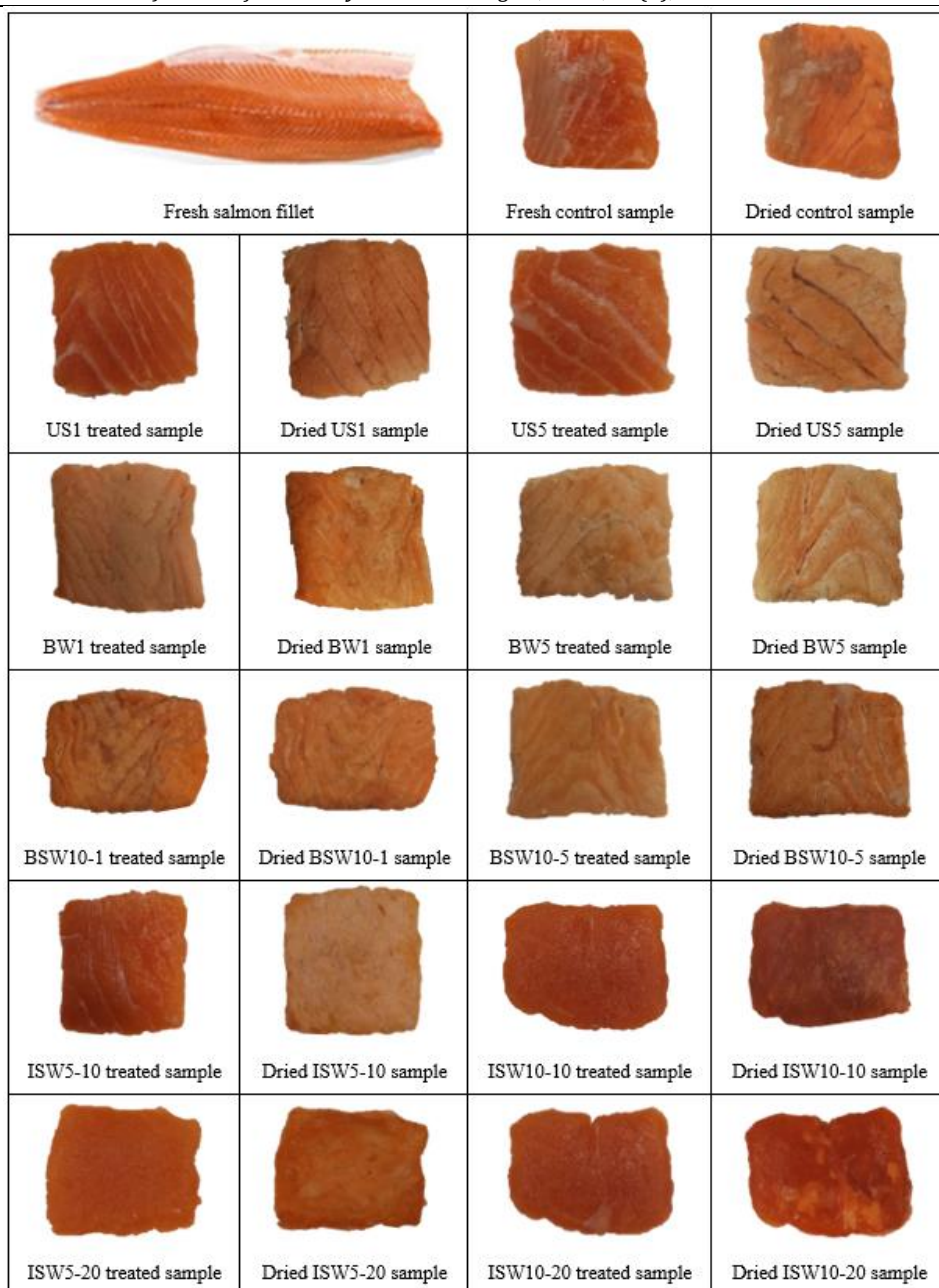 Fresh salmon fillet
Fresh control sample
Dried control sample
US1 treated sample
Dried US1 sample
US5 treated sample
Dried US5 sample
BW1 treated sample
Dried BW1 sample
BW5 treated sample
Dried BW5 sample
BSW10-1 treated sample
Dried BSW10-1 sample
BSW10-5 treated sample
Dried BSW10-5 sample
ISW5-10 treated sample
Dried ISW5-10 sample
ISW10-10 treated sample
Dried ISW10-10 sample
ISW5-20 treated sample
Dried ISW5-20 sample
ISW10-20 treated sample
Dried ISW10-20 sample